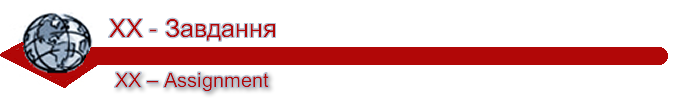 XX - Завдання
XX – Assignment